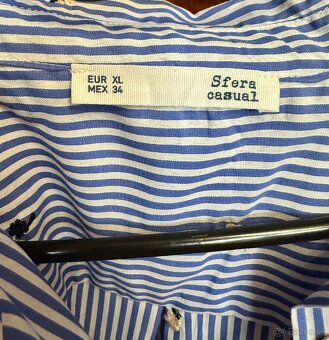 EUR XL
MEX 34
Sfera
casual